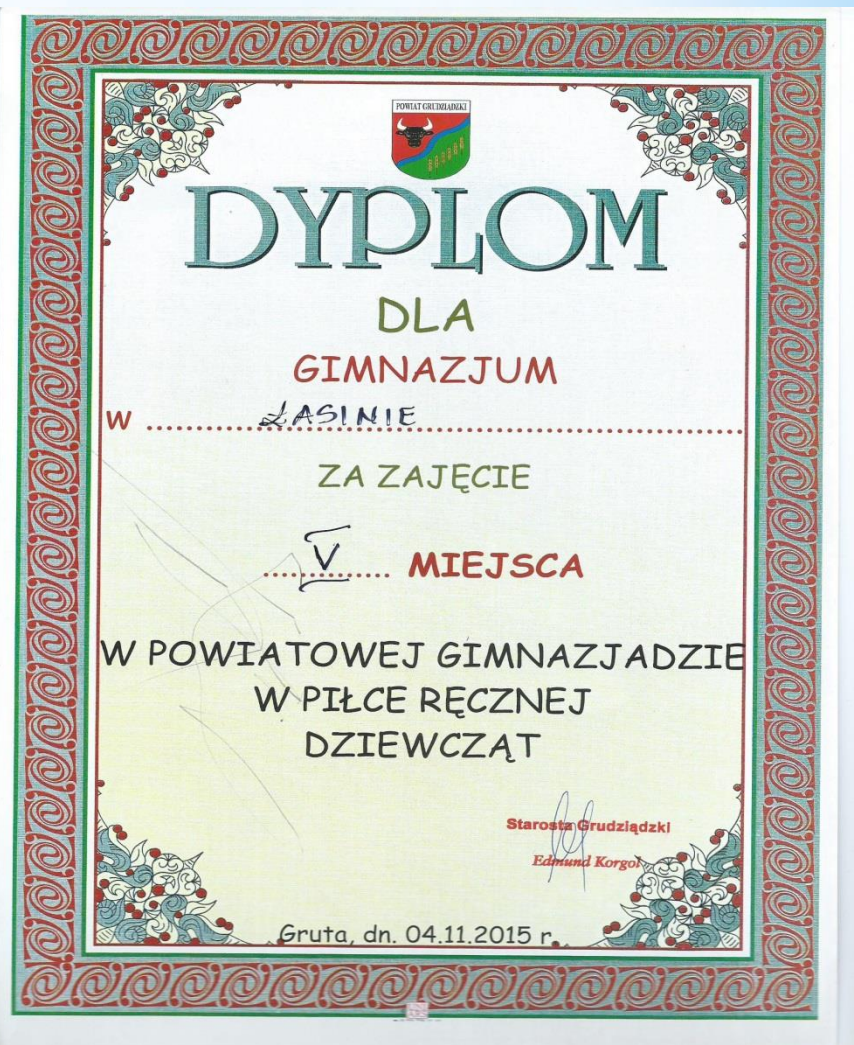 POWIAT GRUDZIĄDZKI
DYPLOM
DLA
GIMNAZJUM
W ........ŁASINIE........
ZA ZAJĘCIE
....V.... MIEJSCA
W POWIATOWEJ GIMNAZJADZIE
W PIŁCE RĘCZNEJ
DZIEWCZĄT
Starosta Grudziądzki
Edmund Korgol
Gruta, dn. 04.11.2015 r.